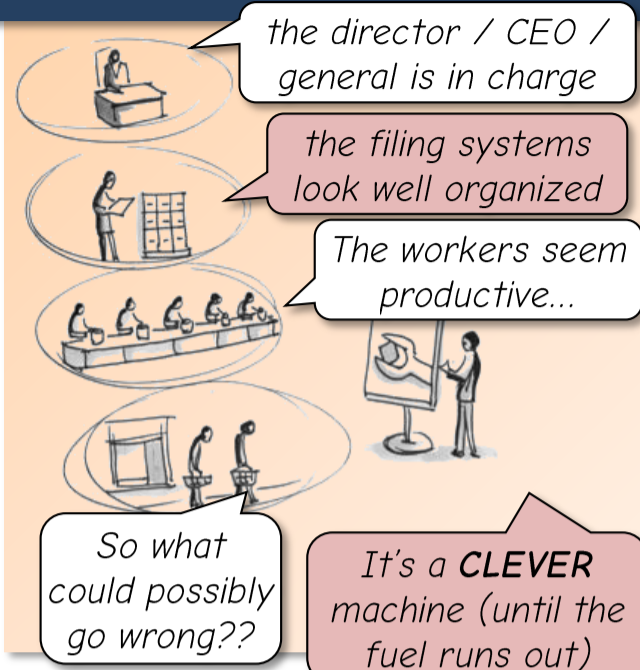 the director / CEO /
general is in charge
the filing systems
look well organized
The workers seem
productive...
So what
could possibly
go wrong??
It's a CLEVER
machine (until the
fuel runs out)